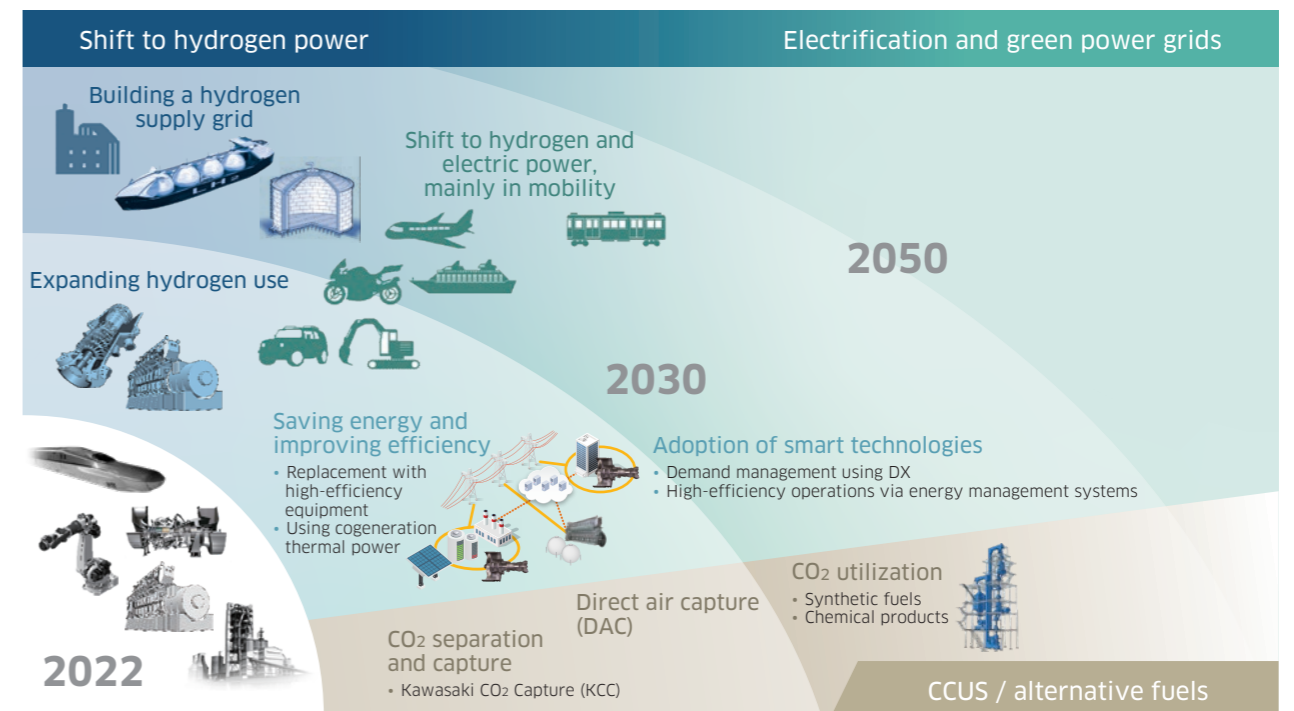 Shift to hydrogen power
Electrification and green power grids
Building a hydrogen
supply grid
Shift to hydrogen and
electric power,
mainly in mobility
LH2
2050
Expanding hydrogen use
2030
Saving energy and
improving efficiency
• Replacement with
high-efficiency
equipment
• Using cogeneration
thermal power
Adoption of smart technologies
• Demand management using DX
• High-efficiency operations via energy management systems
2022
CO2 separation
and capture
• Kawasaki CO2 Capture (KCC)
Direct air capture
(DAC)
CO2 utilization
• Synthetic fuels
• Chemical products
CCUS / alternative fuels